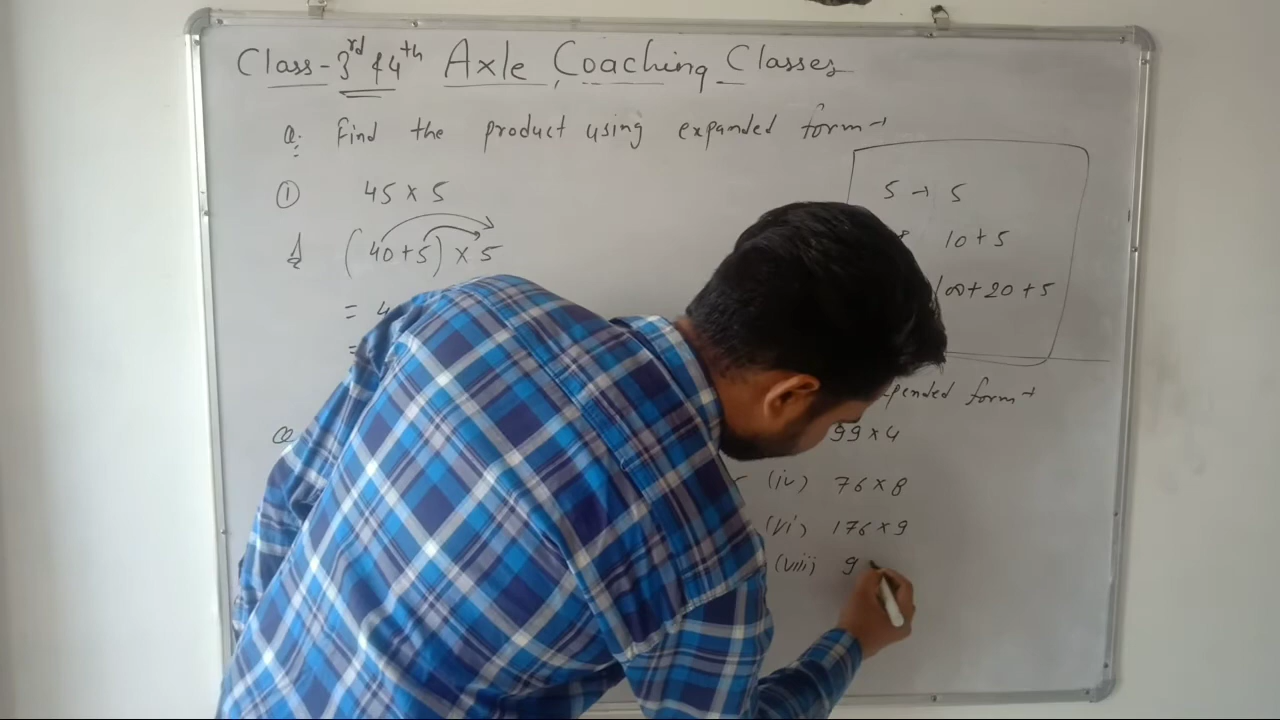 Class-3rd & 4th Axle Coaching Classes
Q. Find the product using expanded form→
① 45 × 5
(40+5) × 5
= 4
=
5 → 5
10 + 5
100 + 20 + 5
form→
Q
99 × 4
(iv) 76 × 8
(vi) 176 × 9
(viii) 9